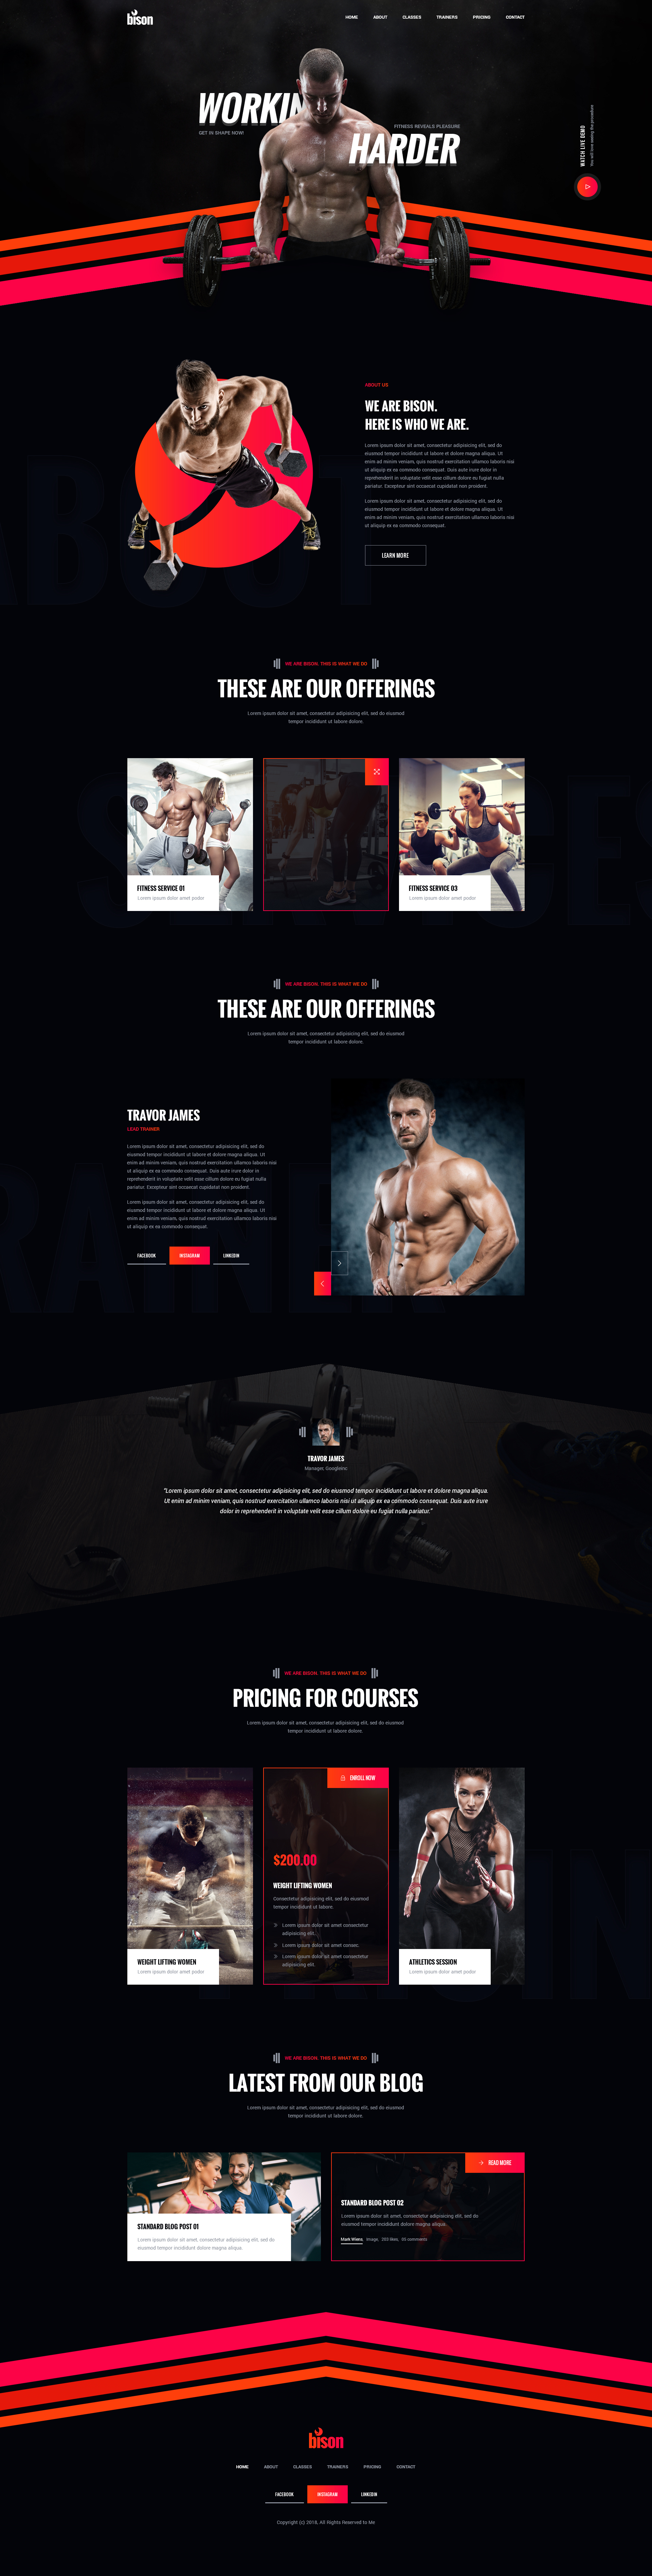 bison
HOME ABOUT CLASSES TRAINERS PRICING CONTACT
WORKIN
GET IN SHAPE NOW!
FITNESS REVEALS PLEASURE
HARDER
WATCH LIVE DEMO
You will love seeing the procedure
ABOUT
ABOUT US
WE ARE BISON.
HERE IS WHO WE ARE.
Lorem ipsum dolor sit amet, consectetur adipisicing elit, sed do
eiusmod tempor incididunt ut labore et dolore magna aliqua. Ut
enim ad minim veniam, quis nostrud exercitation ullamco laboris nisi
ut aliquip ex ea commodo consequat. Duis aute irure dolor in
reprehenderit in voluptate velit esse cillum dolore eu fugiat nulla
pariatur. Excepteur sint occaecat cupidatat non proident.
Lorem ipsum dolor sit amet, consectetur adipisicing elit, sed do
eiusmod tempor incididunt ut labore et dolore magna aliqua. Ut
enim ad minim veniam, quis nostrud exercitation ullamco laboris nisi
ut aliquip ex ea commodo consequat.
LEARN MORE
WE ARE BISON. THIS IS WHAT WE DO
THESE ARE OUR OFFERINGS
Lorem ipsum dolor sit amet, consectetur adipisicing elit, sed do eiusmod
tempor incididunt ut labore dolore.
SERVICES
FITNESS SERVICE 01
Lorem ipsum dolor amet podor
FITNESS SERVICE 03
Lorem ipsum dolor amet podor
WE ARE BISON. THIS IS WHAT WE DO
THESE ARE OUR OFFERINGS
Lorem ipsum dolor sit amet, consectetur adipisicing elit, sed do eiusmod
tempor incididunt ut labore dolore.
RAINER
TRAVOR JAMES
LEAD TRAINER
Lorem ipsum dolor sit amet, consectetur adipisicing elit, sed do
eiusmod tempor incididunt ut labore et dolore magna aliqua. Ut
enim ad minim veniam, quis nostrud exercitation ullamco laboris nisi
ut aliquip ex ea commodo consequat. Duis aute irure dolor in
reprehenderit in voluptate velit esse cillum dolore eu fugiat nulla
pariatur. Excepteur sint occaecat cupidatat non proident.
Lorem ipsum dolor sit amet, consectetur adipisicing elit, sed do
eiusmod tempor incididunt ut labore et dolore magna aliqua. Ut
enim ad minim veniam, quis nostrud exercitation ullamco laboris nisi
ut aliquip ex ea commodo consequat.
FACEBOOK INSTAGRAM LINKEDIN
TRAVOR JAMES
Manager, GoogleInc
"Lorem ipsum dolor sit amet, consectetur adipisicing elit, sed do eiusmod tempor incididunt ut labore et dolore magna aliqua.
Ut enim ad minim veniam, quis nostrud exercitation ullamco laboris nisi ut aliquip ex ea commodo consequat. Duis aute irure
dolor in reprehenderit in voluptate velit esse cillum dolore eu fugiat nulla pariatur."
WE ARE BISON. THIS IS WHAT WE DO
PRICING FOR COURSES
Lorem ipsum dolor sit amet, consectetur adipisicing elit, sed do eiusmod
tempor incididunt ut labore dolore.
WEIGHT LIFTING WOMEN
Lorem ipsum dolor amet podor
ENROLL NOW
$200.00
WEIGHT LIFTING WOMEN
Consectetur adipisicing elit, sed do eiusmod
tempor incididunt ut labore.
Lorem ipsum dolor sit amet consectetur
adipisicing elit.
Lorem ipsum dolor sit amet consec.
Lorem ipsum dolor sit amet consectetur
adipisicing elit.
ATHLETICS SESSION
Lorem ipsum dolor amet podor
WE ARE BISON. THIS IS WHAT WE DO
LATEST FROM OUR BLOG
Lorem ipsum dolor sit amet, consectetur adipisicing elit, sed do eiusmod
tempor incididunt ut labore dolore.
STANDARD BLOG POST 01
Lorem ipsum dolor sit amet, consectetur adipisicing elit, sed do
eiusmod tempor incididunt dolore magna aliqua.
READ MORE
STANDARD BLOG POST 02
Lorem ipsum dolor sit amet, consectetur adipisicing elit, sed do
eiusmod tempor incididunt dolore magna aliqua.
bison
HOME ABOUT CLASSES TRAINERS PRICING CONTACT
FACEBOOK INSTAGRAM LINKEDIN
Copyright (c) 2018, All Rights Reserved to Me